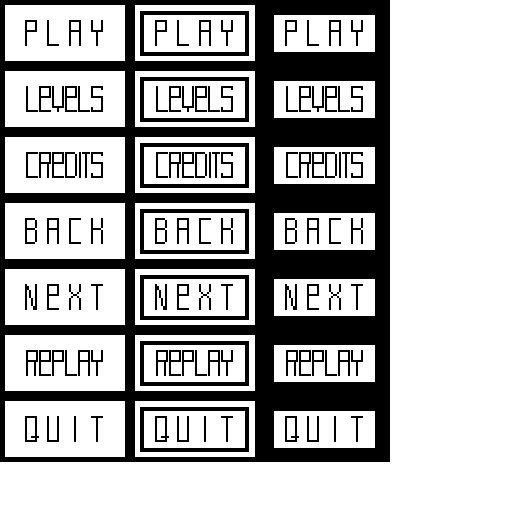 PLAY PLAY PLAY
LEVELS LEVELS LEVELS
CREDITS CREDITS CREDITS
BACK BACK BACK
NEXT NEXT NEXT
REPLAY REPLAY REPLAY
QUIT QUIT QUIT